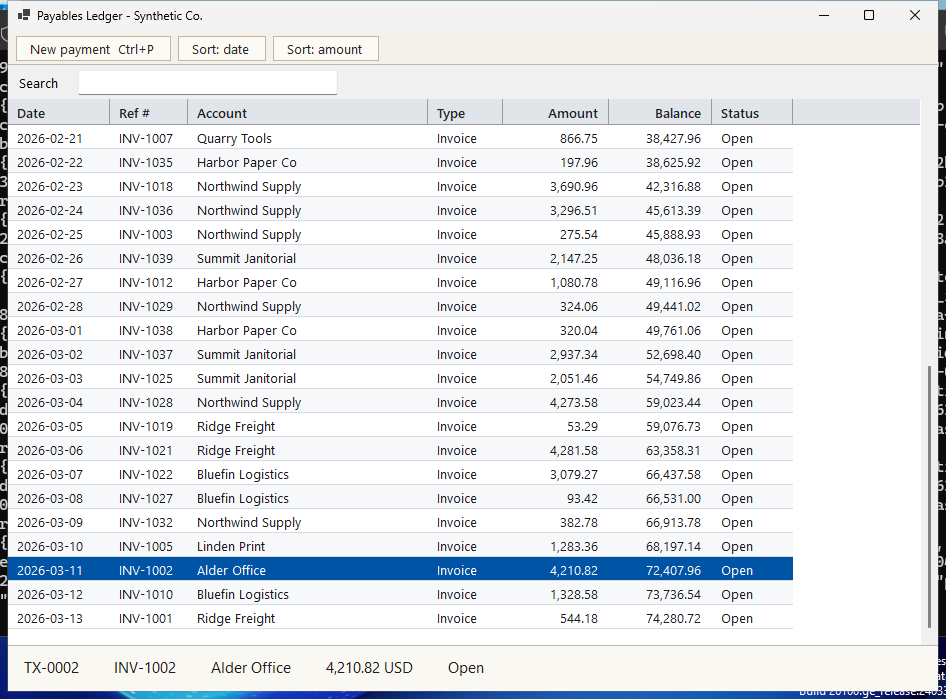 Payables Ledger - Synthetic Co.
New payment Ctrl+P Sort: date Sort: amount
Search
Date Ref # Account Type Amount Balance Status
2026-02-21 INV-1007 Quarry Tools Invoice 866.75 38,427.96 Open
2026-02-22 INV-1035 Harbor Paper Co Invoice 197.96 38,625.92 Open
2026-02-23 INV-1018 Northwind Supply Invoice 3,690.96 42,316.88 Open
2026-02-24 INV-1036 Northwind Supply Invoice 3,296.51 45,613.39 Open
2026-02-25 INV-1003 Northwind Supply Invoice 275.54 45,888.93 Open
2026-02-26 INV-1039 Summit Janitorial Invoice 2,147.25 48,036.18 Open
2026-02-27 INV-1012 Harbor Paper Co Invoice 1,080.78 49,116.96 Open
2026-02-28 INV-1029 Northwind Supply Invoice 324.06 49,441.02 Open
2026-03-01 INV-1038 Harbor Paper Co Invoice 320.04 49,761.06 Open
2026-03-02 INV-1037 Summit Janitorial Invoice 2,937.34 52,698.40 Open
2026-03-03 INV-1025 Summit Janitorial Invoice 2,051.46 54,749.86 Open
2026-03-04 INV-1028 Northwind Supply Invoice 4,273.58 59,023.44 Open
2026-03-05 INV-1019 Ridge Freight Invoice 53.29 59,076.73 Open
2026-03-06 INV-1021 Ridge Freight Invoice 4,281.58 63,358.31 Open
2026-03-07 INV-1022 Bluefin Logistics Invoice 3,079.27 66,437.58 Open
2026-03-08 INV-1027 Bluefin Logistics Invoice 93.42 66,531.00 Open
2026-03-09 INV-1032 Northwind Supply Invoice 382.78 66,913.78 Open
2026-03-10 INV-1005 Linden Print Invoice 1,283.36 68,197.14 Open
2026-03-11 INV-1002 Alder Office Invoice 4,210.82 72,407.96 Open
2026-03-12 INV-1010 Bluefin Logistics Invoice 1,328.58 73,736.54 Open
2026-03-13 INV-1001 Ridge Freight Invoice 544.18 74,280.72 Open
TX-0002 INV-1002 Alder Office 4,210.82 USD Open